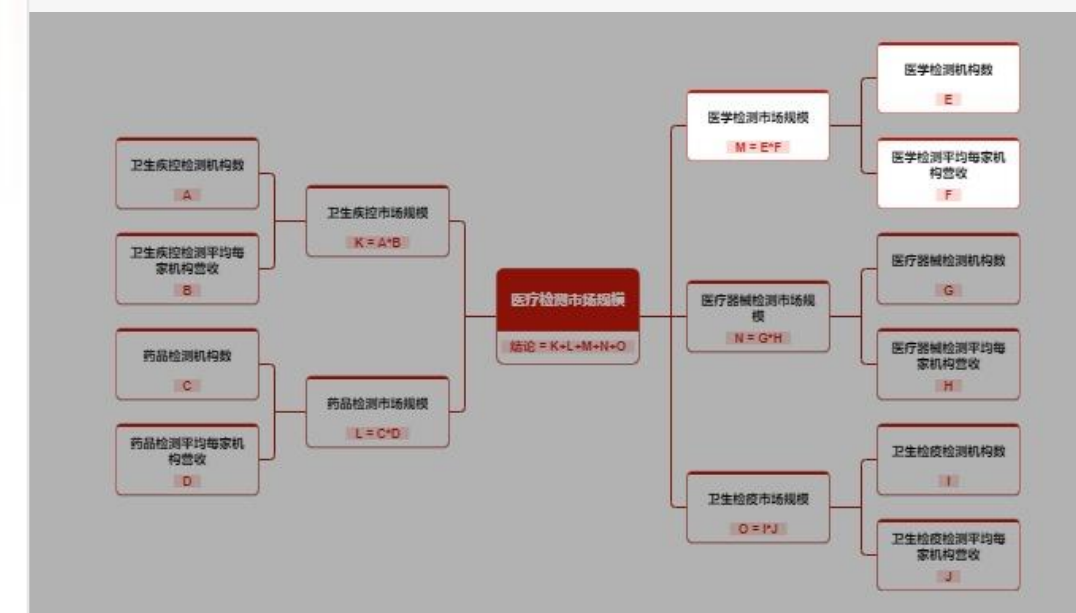 医学检测机构数
E
医学检测市场规模
M = E*F
医学检测平均每家机
构营收
F
卫生疾控检测机构数
A
卫生疾控市场规模
K = A*B
卫生疾控检测平均每
家机构营收
B
医疗检测市场规模
结论 = K+L+M+N+O
医疗器械检测机构数
G
医疗器械检测市场规
模
N = G*H
医疗器械检测平均每
家机构营收
H
药品检测机构数
C
药品检测市场规模
L = C*D
药品检测平均每家机
构营收
D
卫生检疫检测机构数
I
卫生检疫市场规模
O = I*J
卫生检疫检测平均每
家机构营收
J